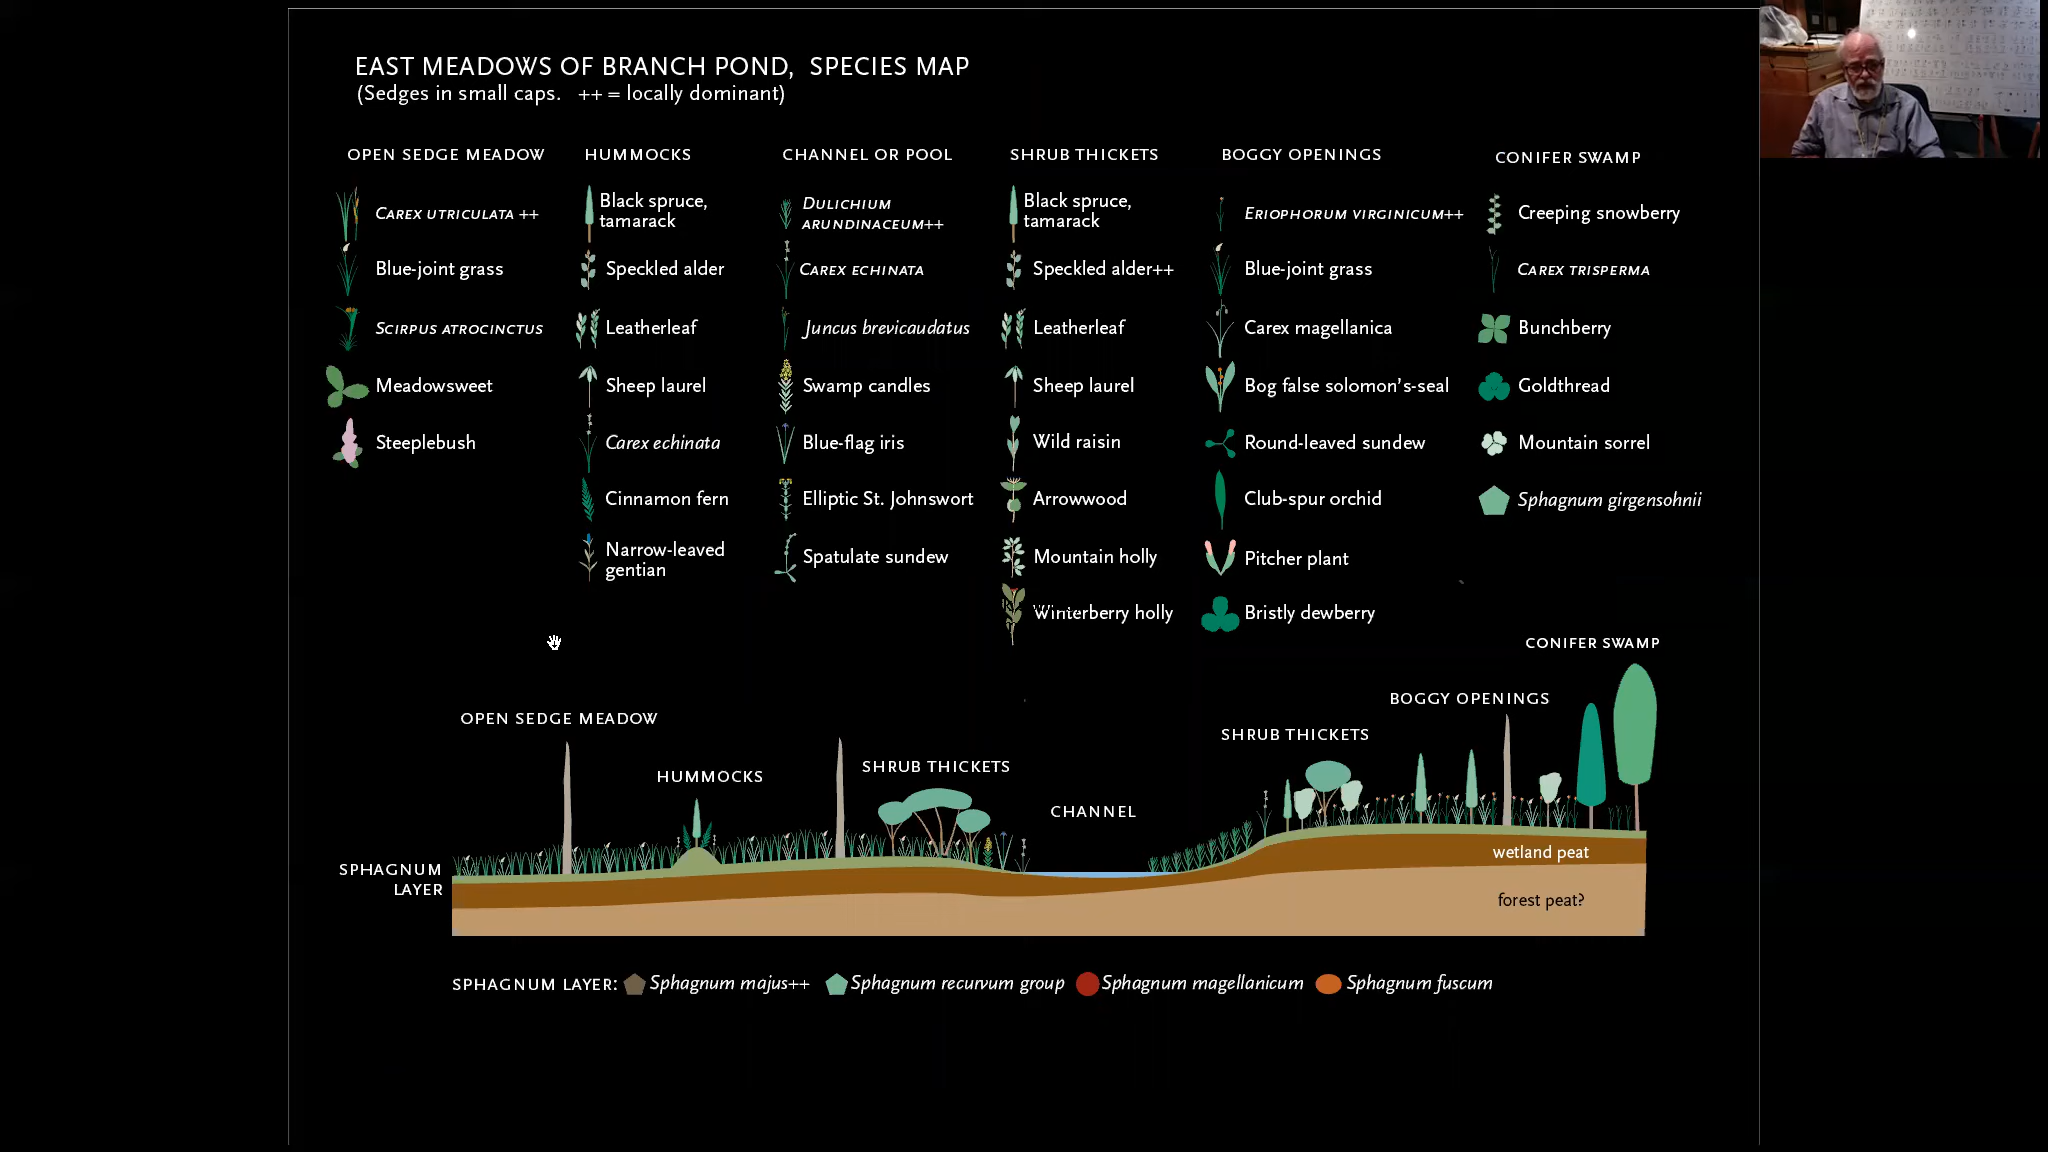 EAST MEADOWS OF BRANCH POND, SPECIES MAP
(Sedges in small caps. ++ = locally dominant)
OPEN SEDGE MEADOW
CAREX UTRICULATA ++
Blue-joint grass
SCIRPUS ATROCINCTUS
Meadowsweet
Steeplebush
HUMMOCKS
Black spruce,
tamarack
Speckled alder
Leatherleaf
Sheep laurel
Carex echinata
Cinnamon fern
Narrow-leaved
gentian
CHANNEL OR POOL
DULICHIUM
ARUNDINACEUM++
CAREX ECHINATA
Juncus brevicaudatus
Swamp candles
Blue-flag iris
Elliptic St. Johnswort
Spatulate sundew
SHRUB THICKETS
Black spruce,
tamarack
Speckled alder++
Leatherleaf
Sheep laurel
Wild raisin
Arrowwood
Mountain holly
Winterberry holly
BOGGY OPENINGS
ERIOPHORUM VIRGINICUM++
Blue-joint grass
Carex magellanica
Bog false solomon's-seal
Round-leaved sundew
Club-spur orchid
Pitcher plant
Bristly dewberry
CONIFER SWAMP
Creeping snowberry
CAREX TRISPERMA
Bunchberry
Goldthread
Mountain sorrel
Sphagnum girgensohnii
CONIFER SWAMP
BOGGY OPENINGS
OPEN SEDGE MEADOW
SHRUB THICKETS
HUMMOCKS
SHRUB THICKETS
CHANNEL
SPHAGNUM
LAYER
wetland peat
forest peat?
SPHAGNUM LAYER: Sphagnum majus++ Sphagnum recurvum group Sphagnum magellanicum Sphagnum fuscum